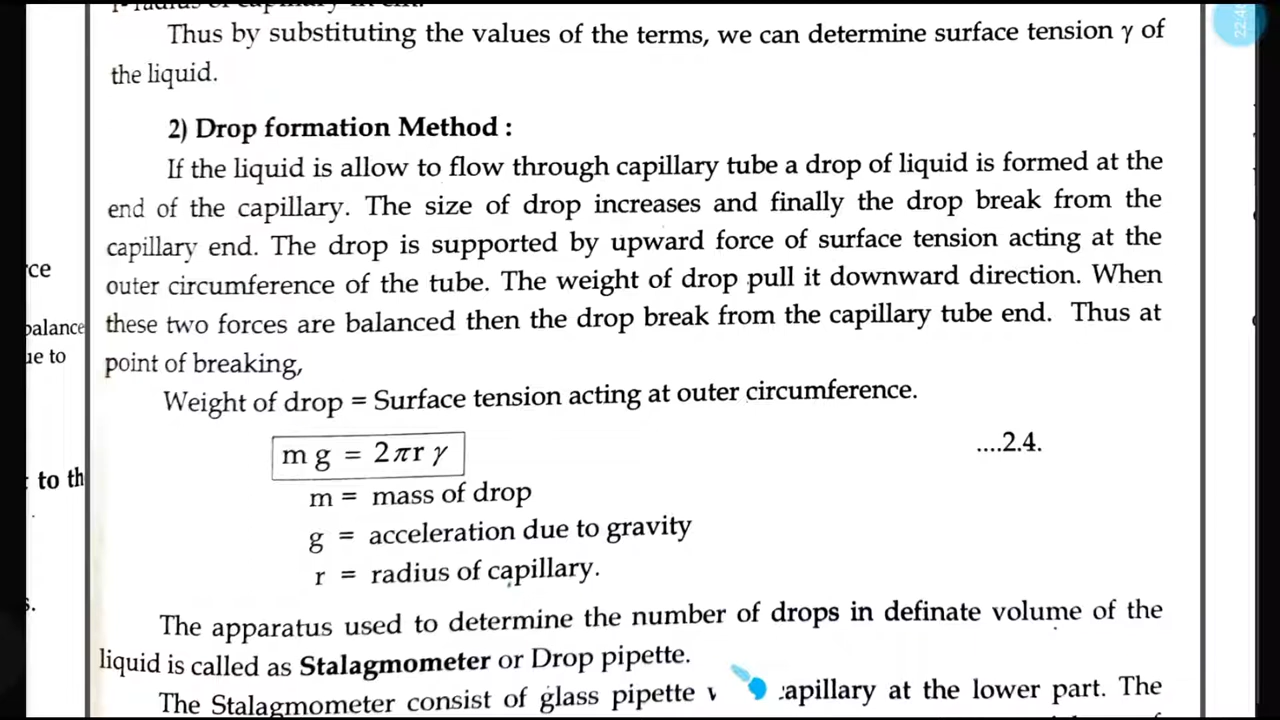 Thus by substituting the values of the terms, we can determine surface tension γ of
the liquid.
2) Drop formation Method :
If the liquid is allow to flow through capillary tube a drop of liquid is formed at the
end of the capillary. The size of drop increases and finally the drop break from the
capillary end. The drop is supported by upward force of surface tension acting at the
outer circumference of the tube. The weight of drop pull it downward direction. When
these two forces are balanced then the drop break from the capillary tube end. Thus at
point of breaking,
Weight of drop = Surface tension acting at outer circumference.
m g = 2πr γ ....2.4.
m = mass of drop
g = acceleration due to gravity
r = radius of capillary.
The apparatus used to determine the number of drops in definate volume of the
liquid is called as Stalagmometer or Drop pipette.
The Stalagmometer consist of glass pipette apillary at the lower part. The
ce
balance
ue to
to th
s.